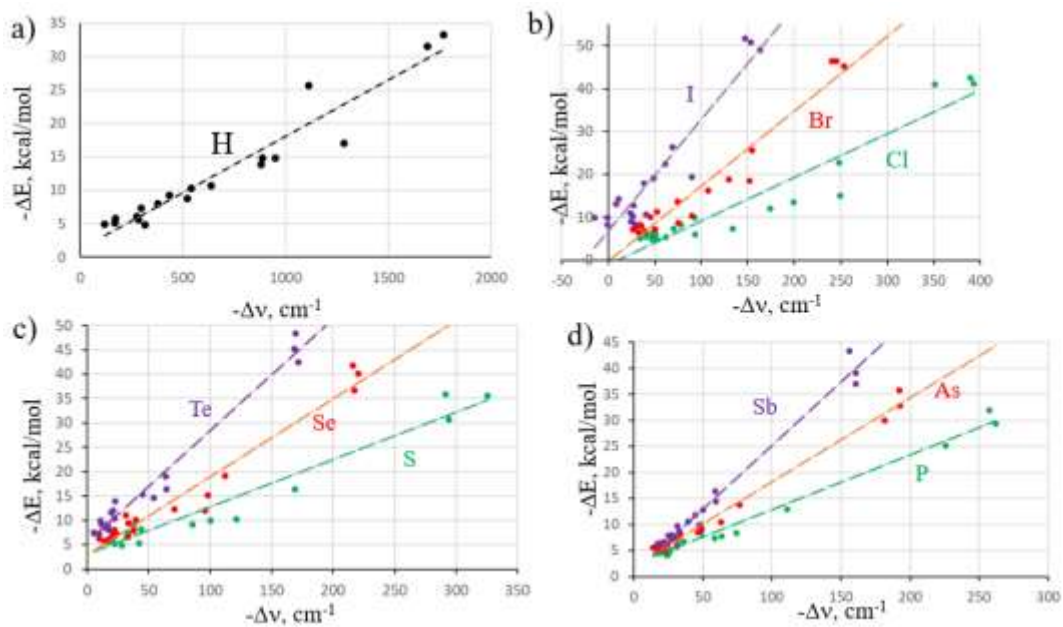 a)
35
30
25
20
15
10
5
0
0 500 1000 1500 2000
H
-ΔE, kcal/mol
-Δν, cm⁻¹
b)
50
40
30
20
10
0
-50 0 50 100 150 200 250 300 350 400
I
Br
Cl
-ΔE, kcal/mol
-Δν, cm⁻¹
c)
50
45
40
35
30
25
20
15
10
5
0
0 50 100 150 200 250 300 350
Te
Se
S
-ΔE, kcal/mol
-Δν, cm⁻¹
d)
45
40
35
30
25
20
15
10
5
0
0 50 100 150 200 250 300
Sb
As
P
-ΔE, kcal/mol
-Δν, cm⁻¹